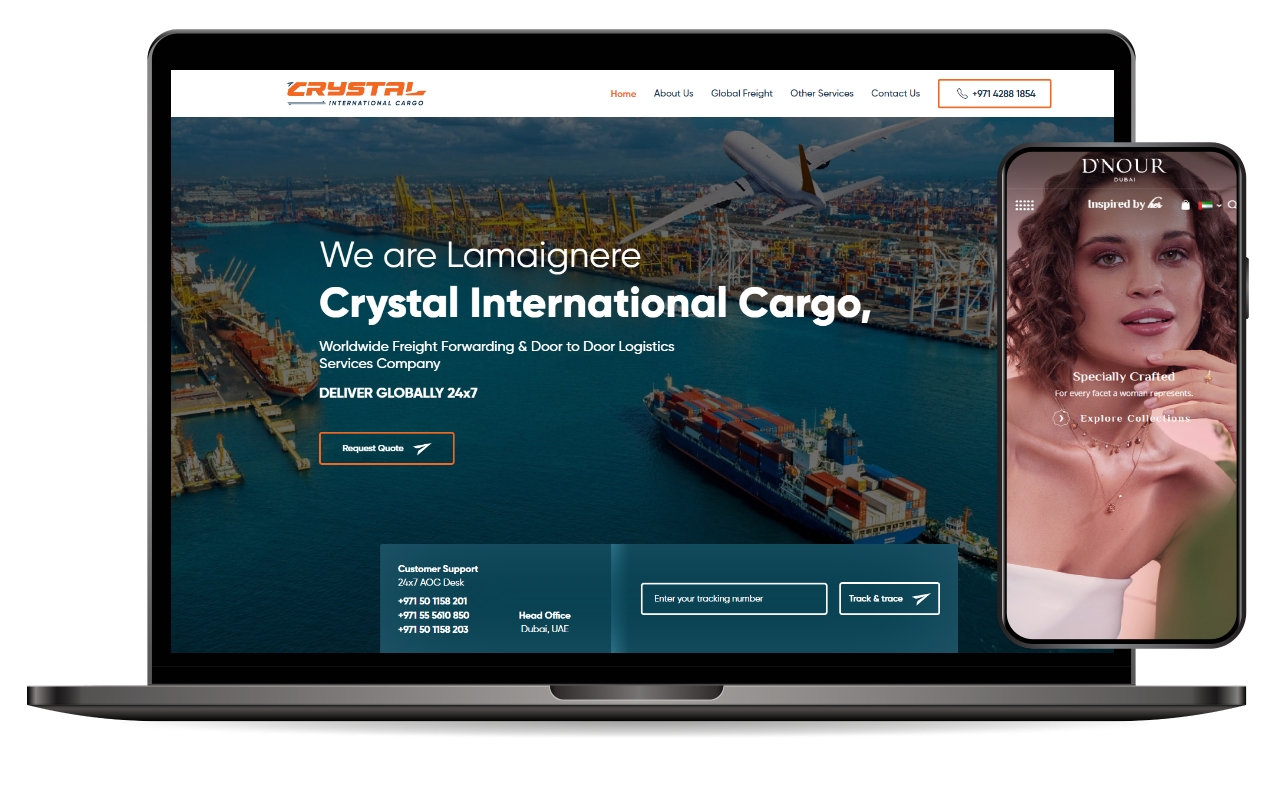 CRYSTAL
INTERNATIONAL CARGO
Home About Us Global Freight Other Services Contact Us +971 4288 1854
We are Lamaignere
Crystal International Cargo,
Worldwide Freight Forwarding & Door to Door Logistics
Services Company
DELIVER GLOBALLY 24x7
Request Quote
Customer Support
24x7 AOG Desk
+971 50 1158 201
+971 55 5610 850
+971 50 1158 203
Head Office
Dubai, UAE
Enter your tracking number
Track & trace
D'NOUR
DUBAI
Inspired by her
Specially Crafted
For every facet a woman represents.
Explore Collections